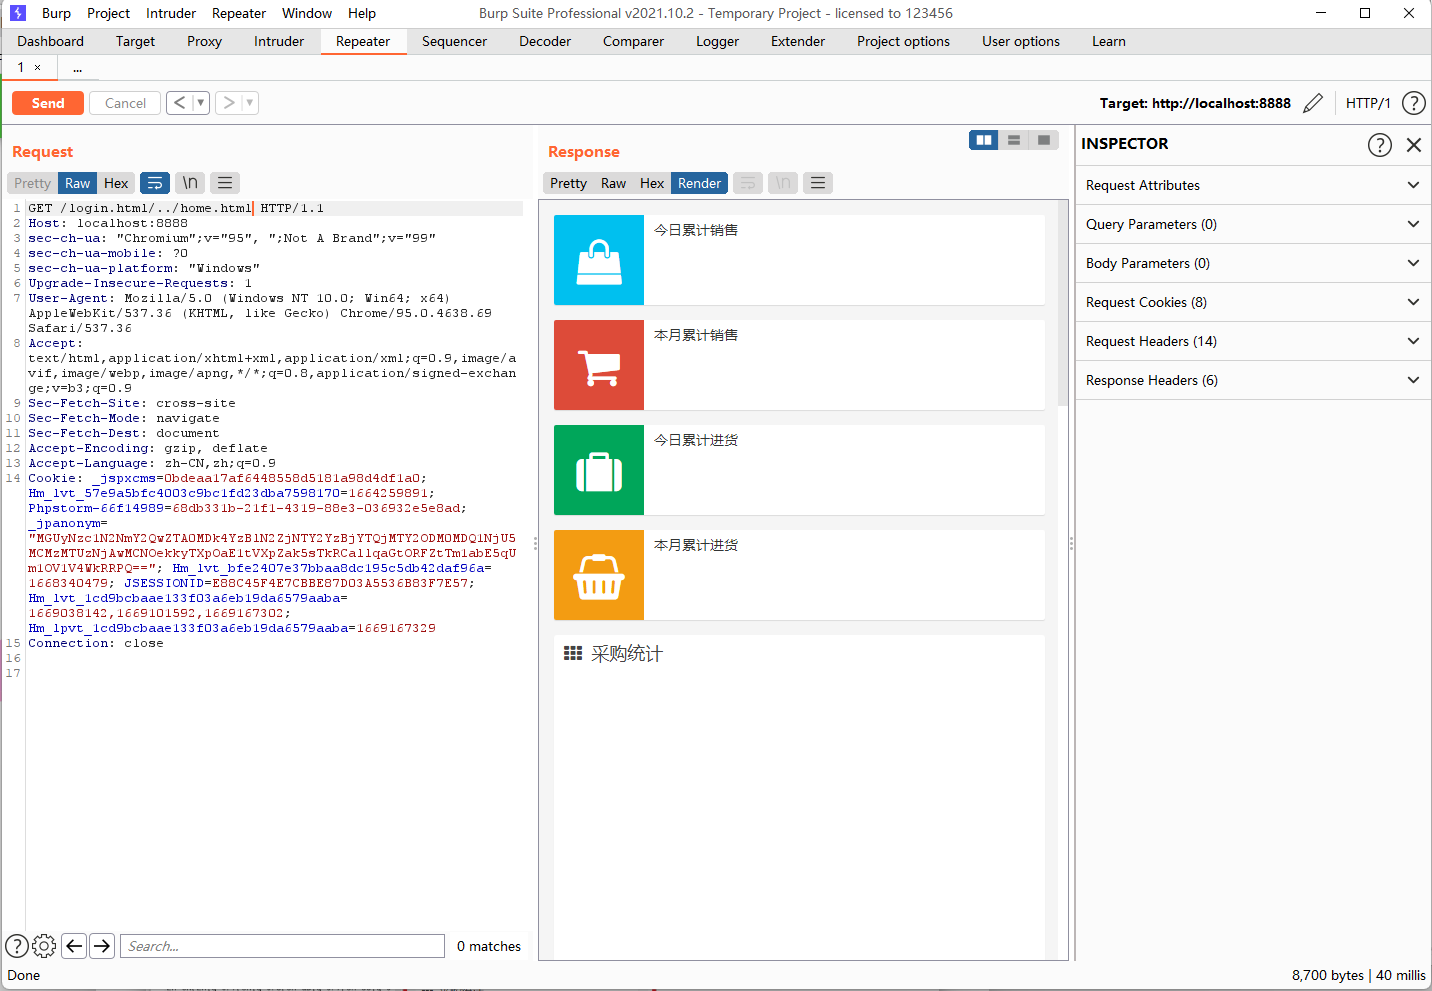 Burp Project Intruder Repeater Window Help Burp Suite Professional v2021.10.2 - Temporary Project - licensed to 123456
Dashboard Target Proxy Intruder Repeater Sequencer Decoder Comparer Logger Extender Project options User options Learn
1 × ...
Send Cancel < > Target: http://localhost:8888 HTTP/1 ?
Request
Pretty Raw Hex \n
1 GET /login.html/../home.html HTTP/1.1
2 Host: localhost:8888
3 sec-ch-ua: "Chromium";v="95", ";Not A Brand";v="99"
4 sec-ch-ua-mobile: ?0
5 sec-ch-ua-platform: "Windows"
6 Upgrade-Insecure-Requests: 1
7 User-Agent: Mozilla/5.0 (Windows NT 10.0; Win64; x64)
AppleWebKit/537.36 (KHTML, like Gecko) Chrome/95.0.4638.69
Safari/537.36
8 Accept:
text/html,application/xhtml+xml,application/xml;q=0.9,image/a
vif,image/webp,image/apng,*/*;q=0.8,application/signed-exchan
ge;v=b3;q=0.9
9 Sec-Fetch-Site: cross-site
10 Sec-Fetch-Mode: navigate
11 Sec-Fetch-Dest: document
12 Accept-Encoding: gzip, deflate
13 Accept-Language: zh-CN,zh;q=0.9
14 Cookie: _jspxcms=0bdeaa17af6448558d5181a98d4df1a0;
Hm_lvt_57e9a5bfc4003c9bc1fd23dba7598170=1664259891;
Phpstorm-66f14989=68db331b-21f1-4319-88e3-036932e5e8ad;
_jpanonym=
"MGUyNzc1N2NmY2QwZTA0MDk4YzBlN2ZjNTY2YzBjYTQjMTY2ODM0MDQ1NjU5
MCMzMTUzNjAwMCNOekkyTXpOaE1tVXpZak5sTkRCallqaGtORFZtTm1abE5qU
m1OV1V4WkRRPQ=="; Hm_lvt_bfe2407e37bbaa8dc195c5db42daf96a=
1668340479; JSESSIONID=E88C45F4E7CBBE87D03A5536B83F7E57;
Hm_lvt_1cd9bcbaae133f03a6eb19da6579aaba=
1669038142,1669101592,1669167302;
Hm_lpvt_1cd9bcbaae133f03a6eb19da6579aaba=1669167329
15 Connection: close
16
17
? Search... 0 matches
Response
Pretty Raw Hex Render \n
今日累计销售
本月累计销售
今日累计进货
本月累计进货
采购统计
INSPECTOR ?
Request Attributes
Query Parameters (0)
Body Parameters (0)
Request Cookies (8)
Request Headers (14)
Response Headers (6)
Done 8,700 bytes | 40 millis